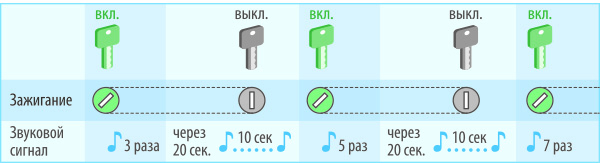 вкл. выкл. вкл. выкл. вкл.
Зажигание
Звуковой сигнал
3 раза
через 20 сек.
10 сек
5 раз
через 20 сек.
10 сек
7 раз